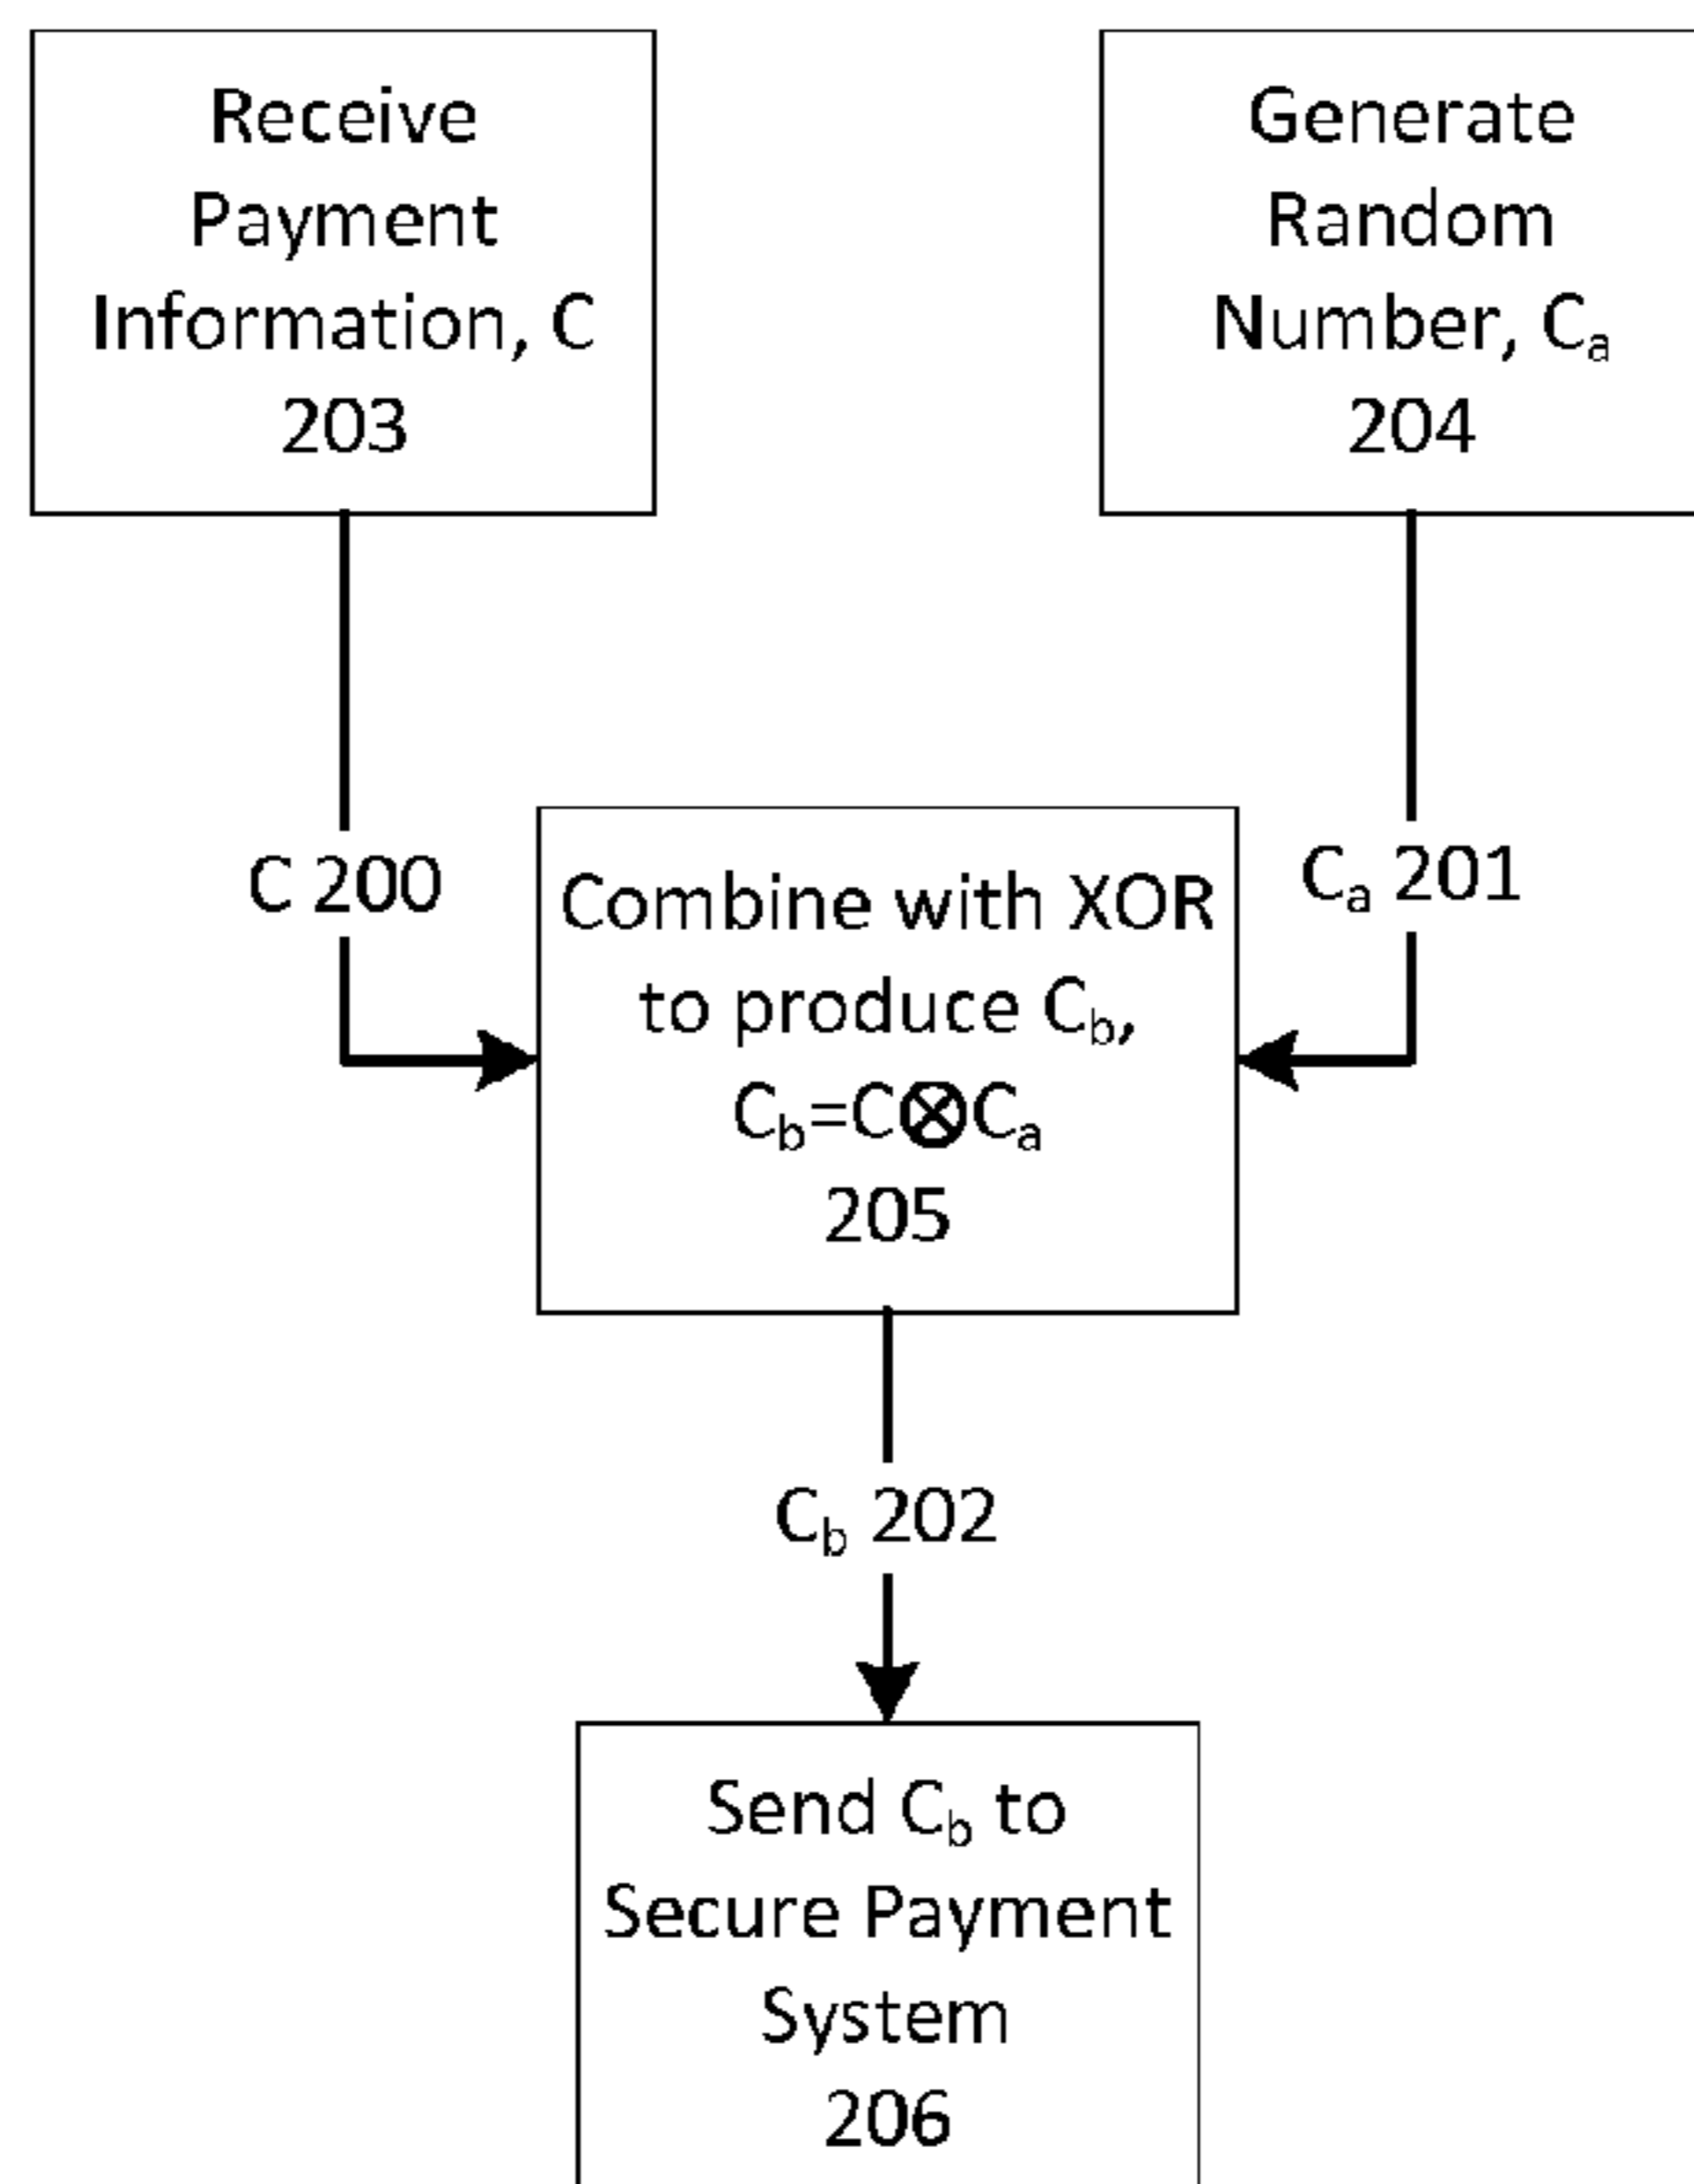 Receive
Payment
Information, C
203
Generate
Random
Number, Cₐ
204
C 200
Cₐ 201
Combine with XOR
to produce C_b,
C_b=C⊗Cₐ
205
C_b 202
Send C_b to
Secure Payment
System
206